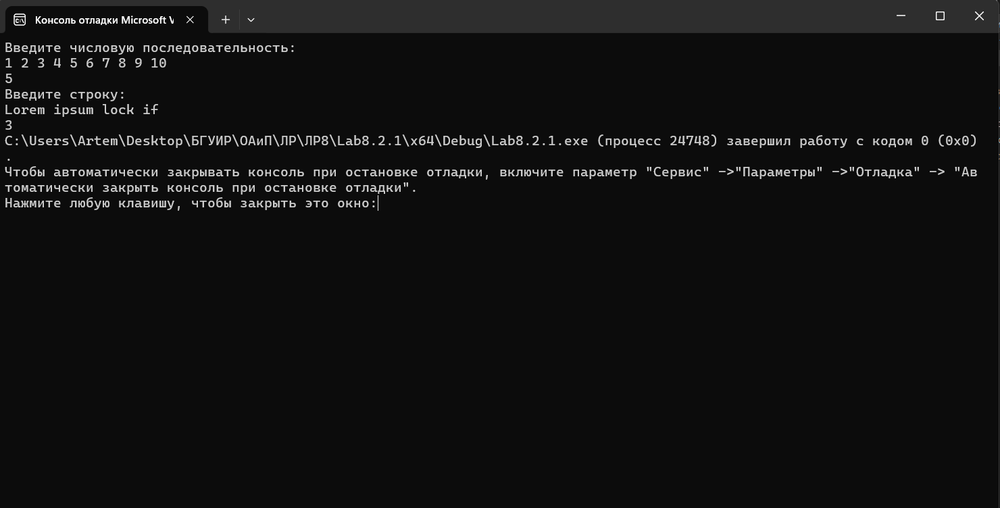 Консоль отладки Microsoft V
Введите числовую последовательность:
1 2 3 4 5 6 7 8 9 10
5
Введите строку:
Lorem ipsum lock if
3
C:\Users\Artem\Desktop\БГУИР\ОАиП\ЛР\ЛР8\Lab8.2.1\x64\Debug\Lab8.2.1.exe (процесс 24748) завершил работу с кодом 0 (0x0)
.
Чтобы автоматически закрывать консоль при остановке отладки, включите параметр "Сервис" ->"Параметры" ->"Отладка" -> "Ав
томатически закрыть консоль при остановке отладки".
Нажмите любую клавишу, чтобы закрыть это окно: